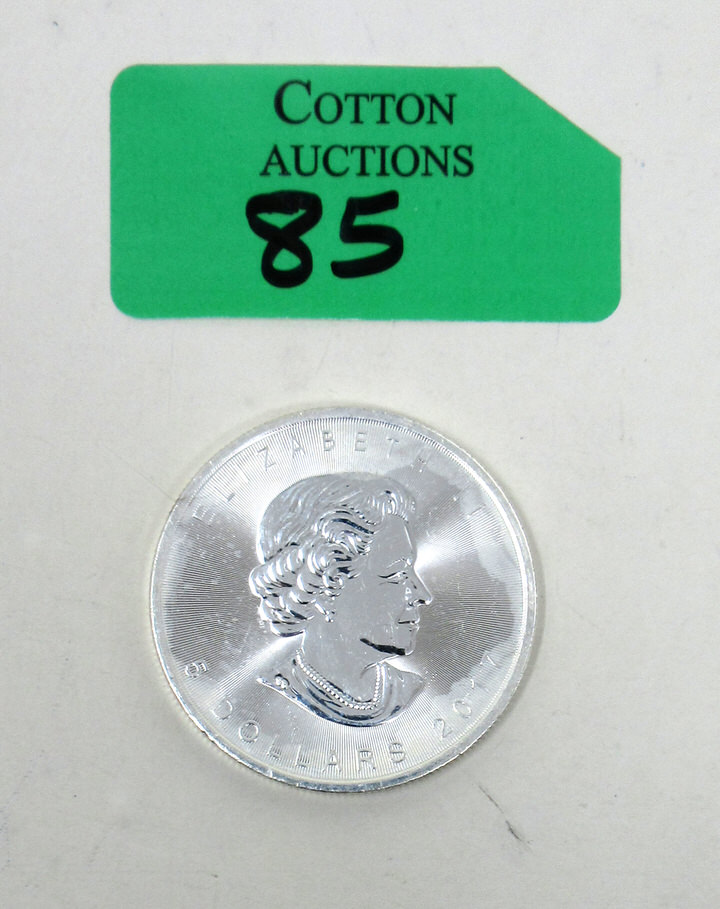 COTTON
AUCTIONS
85
ELIZABETH II
5 DOLLARS 2017